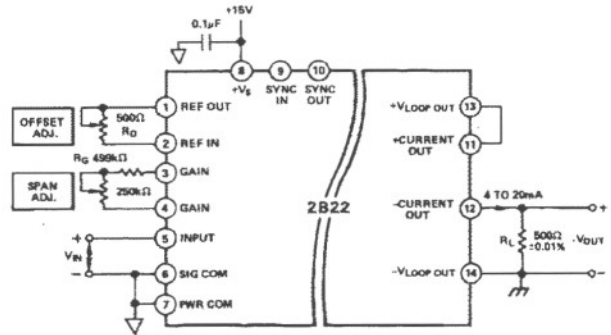 +15V
0.1µF
8
9
10
+VS
SYNC IN
SYNC OUT
OFFSET ADJ.
500Ω
RO
1
REF OUT
2
REF IN
RG 499kΩ
3
GAIN
SPAN ADJ.
250kΩ
4
GAIN
+
VIN
5
INPUT
-
6
SIG COM
7
PWR COM
2B22
+VLOOP OUT
13
+CURRENT OUT
11
-CURRENT OUT
12
4 TO 20mA
+
RL
500Ω
±0.01%
VOUT
-VLOOP OUT
14
-